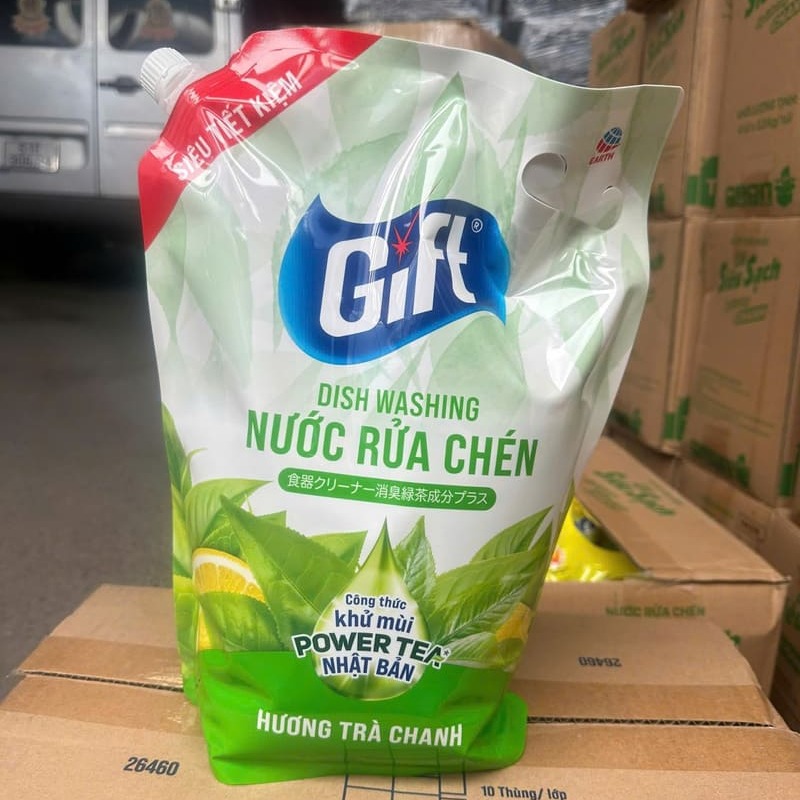 SIÊU TIẾT KIỆM
EARTH
Gift®
DISH WASHING
NƯỚC RỬA CHÉN
食器クリーナー消臭緑茶成分プラス
Công thức
khử mùi
POWER TEA*
NHẬT BẢN
HƯƠNG TRÀ CHANH
26460
10 Thùng/ lớp
26460
NƯỚC RỬA CHÉN
Siêu Sạch